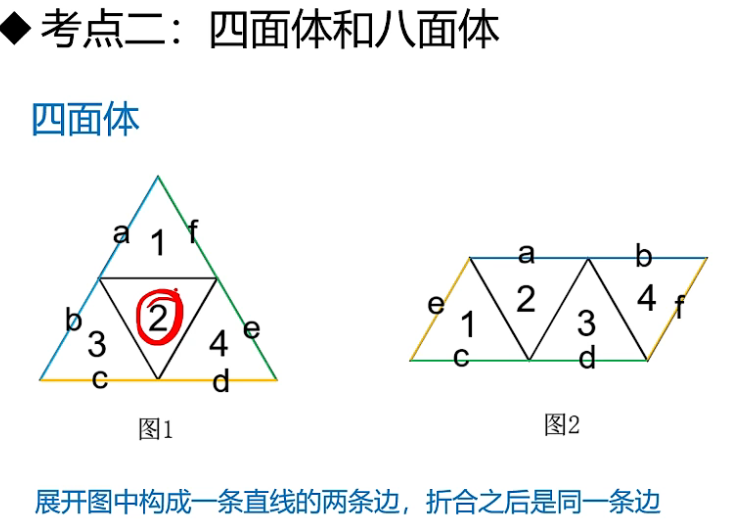 ◆ 考点二：四面体和八面体
四面体
a 1 f
b 3 2 4 e
c d
图1
a b
e 1 2 3 4 f
c d
图2
展开图中构成一条直线的两条边，折合之后是同一条边